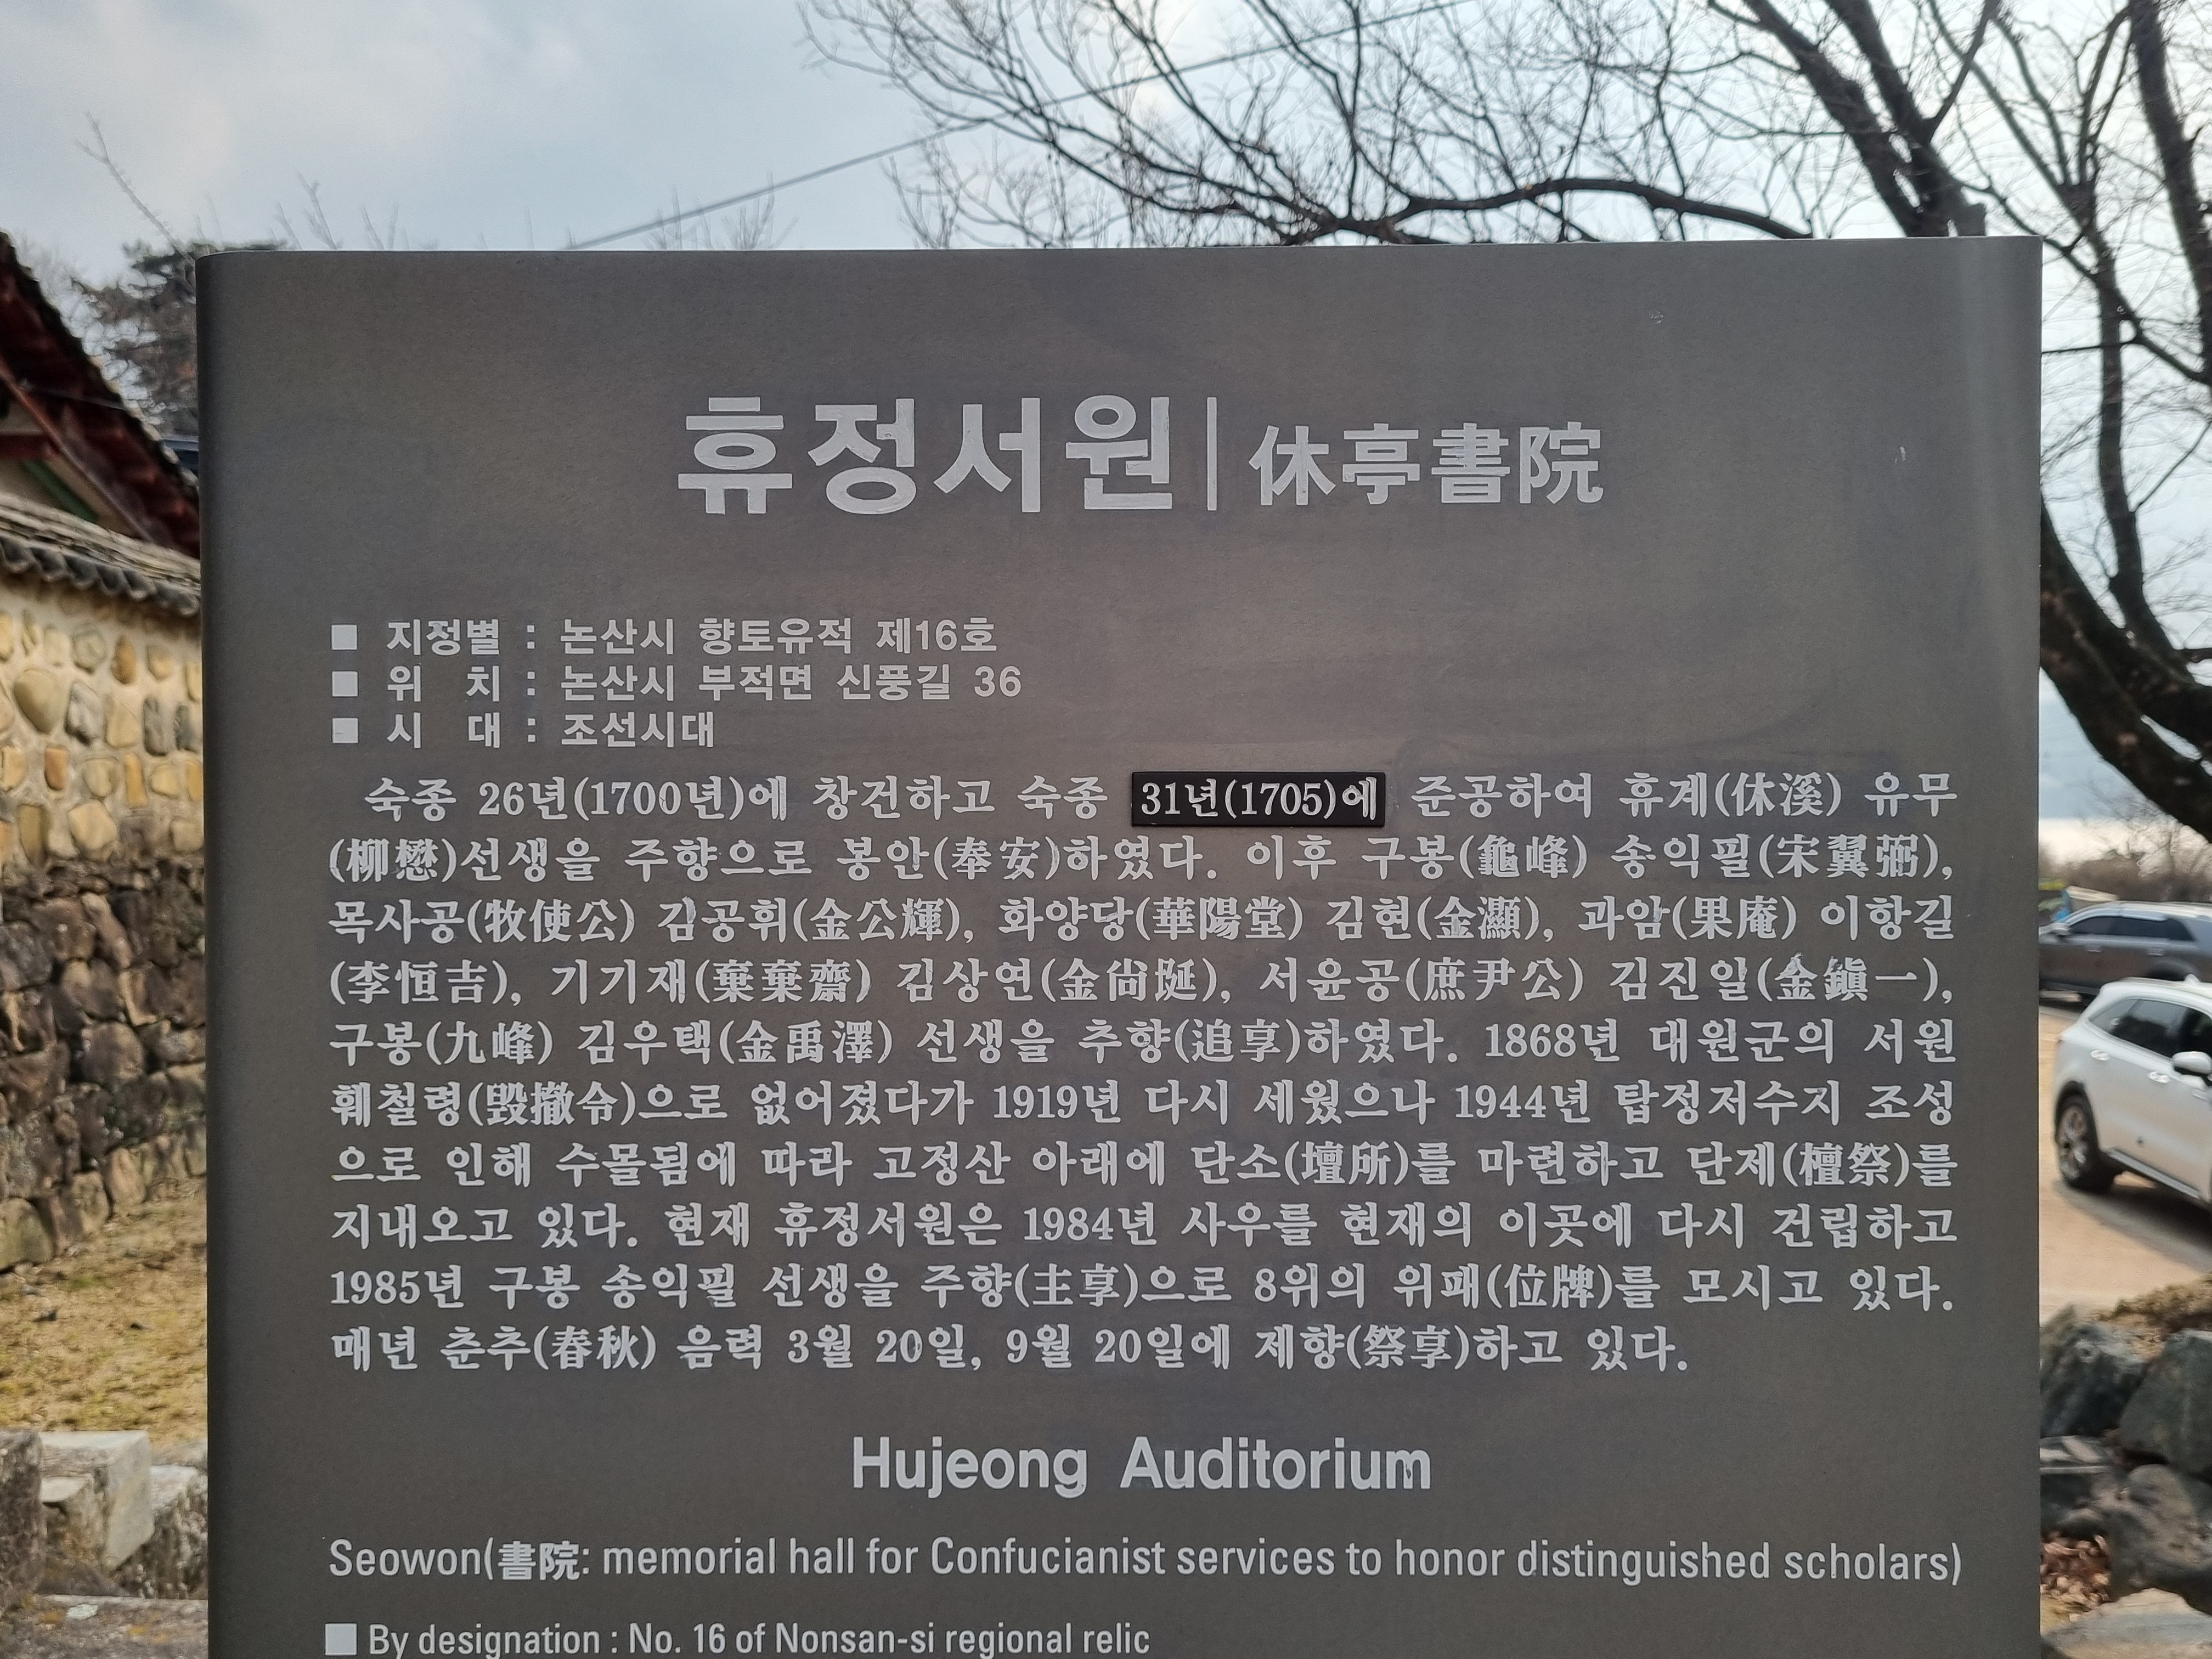 휴정서원 | 休亭書院
■ 지정별 : 논산시 향토유적 제16호
■ 위 치 : 논산시 부적면 신풍길 36
■ 시 대 : 조선시대
숙종 26년(1700년)에 창건하고 숙종 31년(1705)에 준공하여 휴계(休溪) 유무
(柳懋)선생을 주향으로 봉안(奉安)하였다. 이후 구봉(龜峰) 송익필(宋翼弼),
목사공(牧使公) 김공휘(金公輝), 화양당(華陽堂) 김현(金灝), 과암(果庵) 이항길
(李恒吉), 기기재(棄棄齋) 김상연(金尙埏), 서윤공(庶尹公) 김진일(金鎭一),
구봉(九峰) 김우택(金禹澤) 선생을 추향(追享)하였다. 1868년 대원군의 서원
훼철령(毁撤令)으로 없어졌다가 1919년 다시 세웠으나 1944년 탑정저수지 조성
으로 인해 수몰됨에 따라 고정산 아래에 단소(壇所)를 마련하고 단제(檀祭)를
지내오고 있다. 현재 휴정서원은 1984년 사우를 현재의 이곳에 다시 건립하고
1985년 구봉 송익필 선생을 주향(主享)으로 8위의 위패(位牌)를 모시고 있다.
매년 춘추(春秋) 음력 3월 20일, 9월 20일에 제향(祭享)하고 있다.
Hujeong Auditorium
Seowon(書院: memorial hall for Confucianist services to honor distinguished scholars)
■ By designation : No. 16 of Nonsan-si regional relic